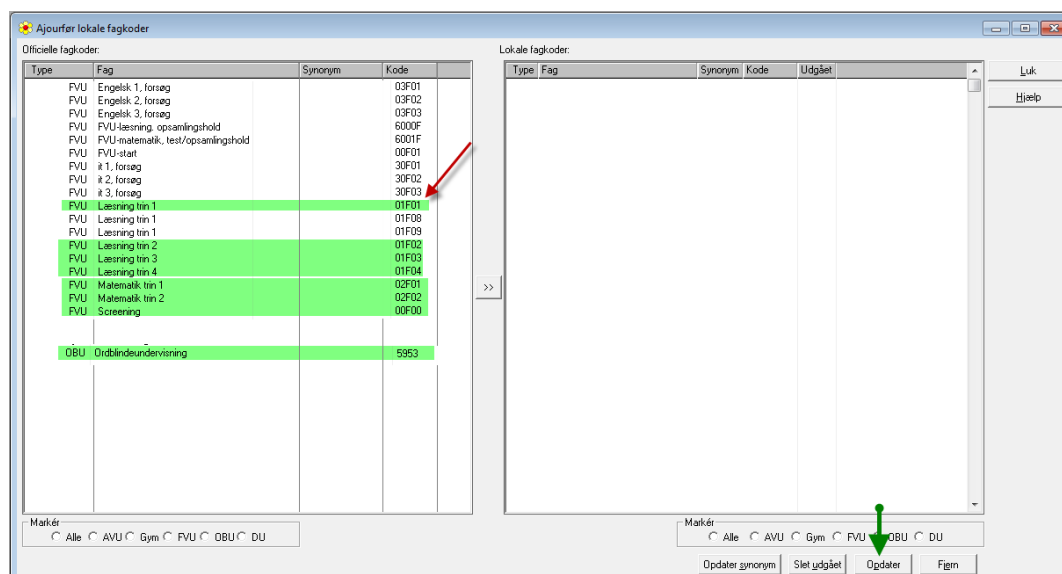 Ajourfør lokale fagkoder
Officielle fagkoder:
Type Fag Synonym Kode
FVU Engelsk 1, forsøg 03F01
FVU Engelsk 2, forsøg 03F02
FVU Engelsk 3, forsøg 03F03
FVU FVU-læsning. opsamlingshold 6000F
FVU FVU-matematik, test/opsamlingshold 6001F
FVU FVU-start 00F01
FVU it 1, forsøg 30F01
FVU it 2, forsøg 30F02
FVU it 3, forsøg 30F03
FVU Læsning trin 1 01F01
FVU Læsning trin 1 01F08
FVU Læsning trin 1 01F09
FVU Læsning trin 2 01F02
FVU Læsning trin 3 01F03
FVU Læsning trin 4 01F04
FVU Matematik trin 1 02F01
FVU Matematik trin 2 02F02
FVU Screening 00F00
OBU Ordblindeundervisning 5953
Markér
Alle AVU Gym FVU OBU DU
>>
Lokale fagkoder:
Type Fag Synonym Kode Udgået
Markér
Alle AVU Gym FVU OBU DU
Opdater synonym Slet udgået Opdater Fjern
Luk
Hjælp